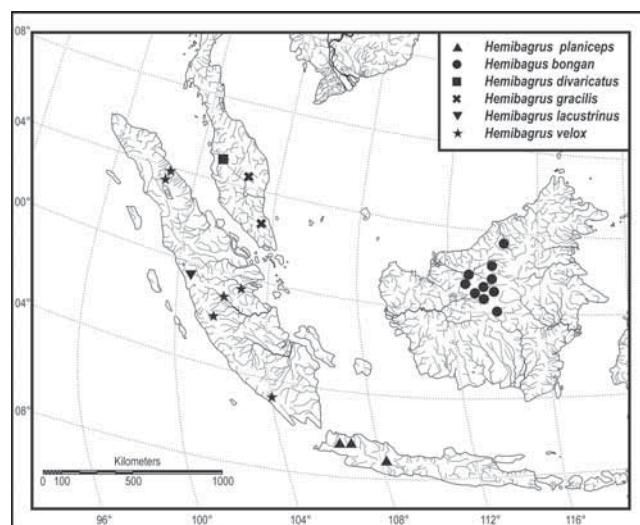 08°
04°
00°
04°
08°
Hemibagrus planiceps
Hemibagus bongan
Hemibagrus divaricatus
Hemibagrus gracilis
Hemibagrus lacustrinus
Hemibagrus velox
Kilometers
0 100 500 1000
96° 100° 104° 108° 112° 116°